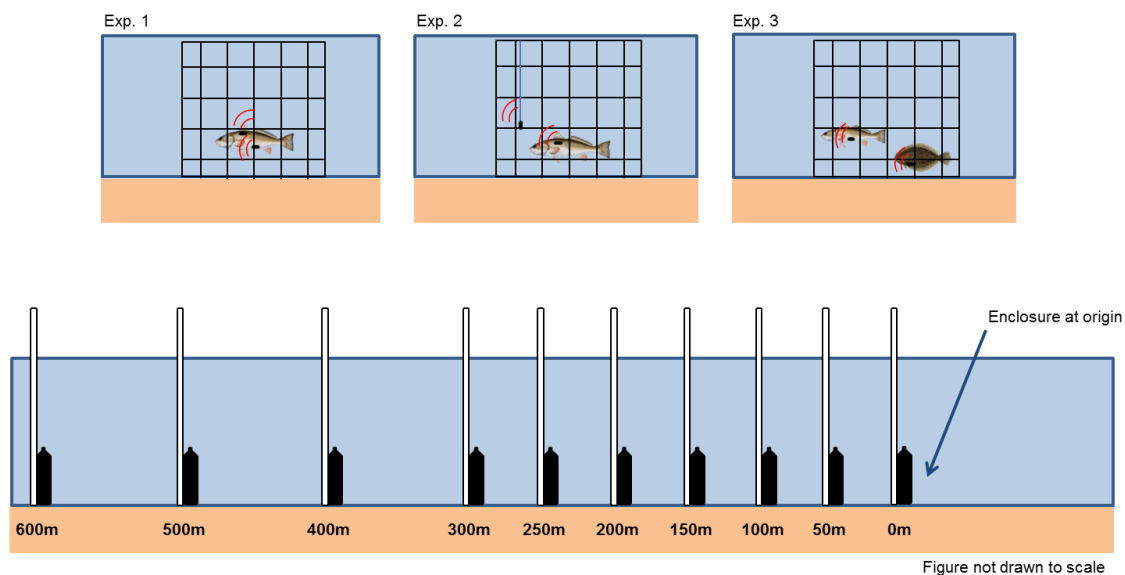 Exp. 1
Exp. 2
Exp. 3
Enclosure at origin
600m
500m
400m
300m
250m
200m
150m
100m
50m
0m
Figure not drawn to scale